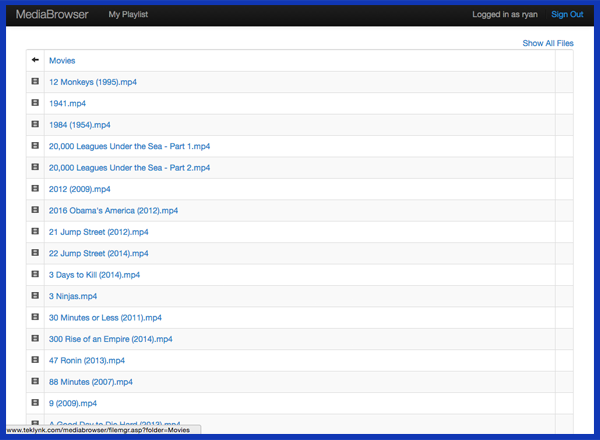 MediaBrowser My Playlist Logged in as ryan Sign Out
Show All Files
Movies
12 Monkeys (1995).mp4
1941.mp4
1984 (1954).mp4
20,000 Leagues Under the Sea - Part 1.mp4
20,000 Leagues Under the Sea - Part 2.mp4
2012 (2009).mp4
2016 Obama's America (2012).mp4
21 Jump Street (2012).mp4
22 Jump Street (2014).mp4
3 Days to Kill (2014).mp4
3 Ninjas.mp4
30 Minutes or Less (2011).mp4
300 Rise of an Empire (2014).mp4
47 Ronin (2013).mp4
88 Minutes (2007).mp4
9 (2009).mp4
A Good Day to Die Hard (2013).mp4
www.teklynk.com/mediabrowser/filemgr.asp?folder=Movies